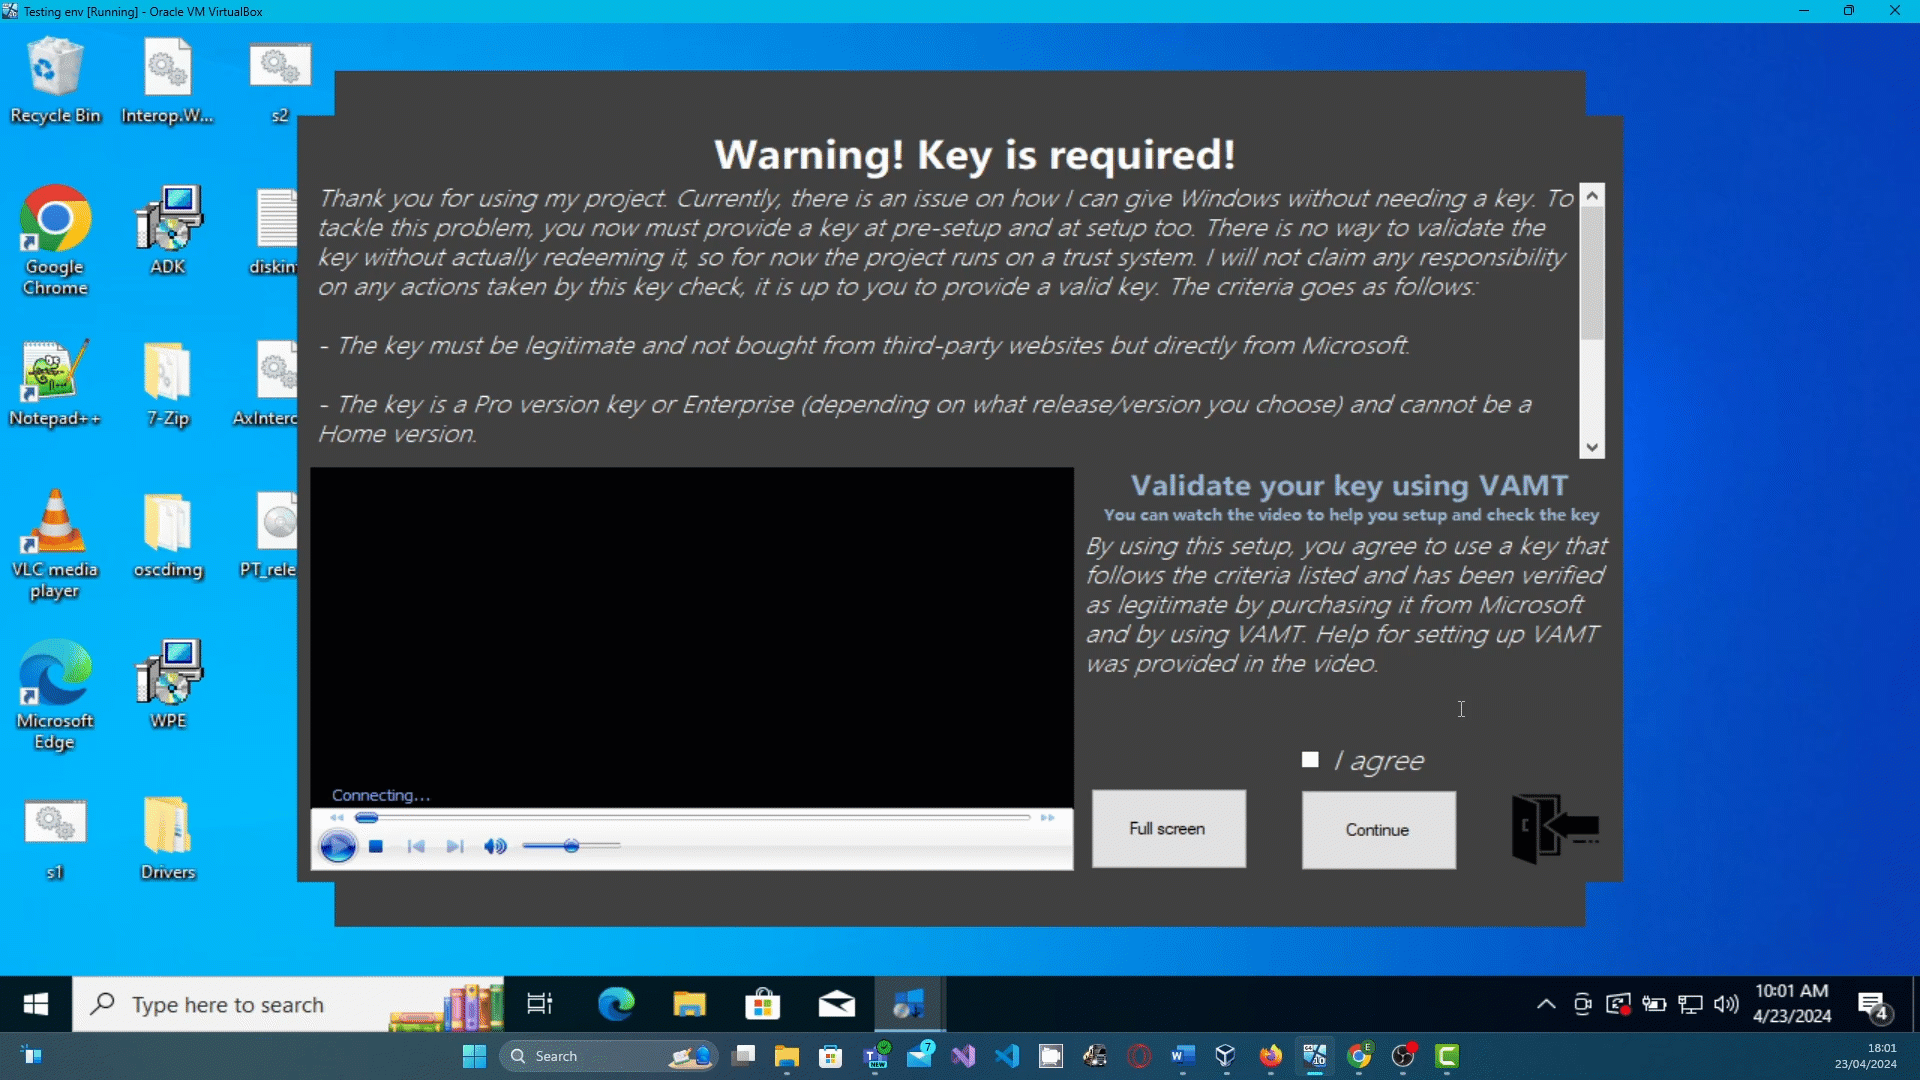 Testing env [Running] - Oracle VM VirtualBox
Recycle Bin
Interop.W...
s2
Google
Chrome
ADK
diskin
Notepad++
7-Zip
AxInterc
VLC media
player
oscdimg
PT_rele
Microsoft
Edge
WPE
s1
Drivers
Warning! Key is required!
Thank you for using my project. Currently, there is an issue on how I can give Windows without needing a key. To
tackle this problem, you now must provide a key at pre-setup and at setup too. There is no way to validate the
key without actually redeeming it, so for now the project runs on a trust system. I will not claim any responsibility
on any actions taken by this key check, it is up to you to provide a valid key. The criteria goes as follows:
- The key must be legitimate and not bought from third-party websites but directly from Microsoft.
- The key is a Pro version key or Enterprise (depending on what release/version you choose) and cannot be a
Home version.
Connecting...
Validate your key using VAMT
You can watch the video to help you setup and check the key
By using this setup, you agree to use a key that
follows the criteria listed and has been verified
as legitimate by purchasing it from Microsoft
and by using VAMT. Help for setting up VAMT
was provided in the video.
I agree
Full screen
Continue
Type here to search
10:01 AM
4/23/2024
4
Search
NEW
7
18:01
23/04/2024